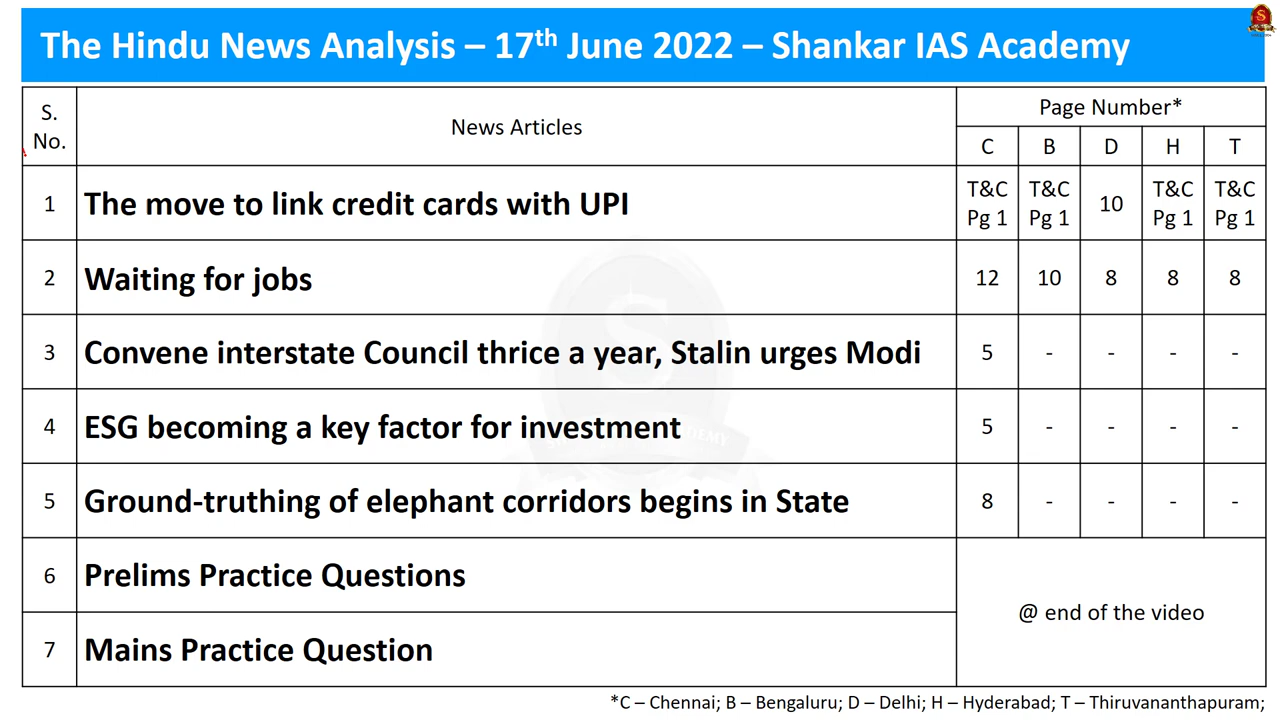 The Hindu News Analysis – 17th June 2022 – Shankar IAS Academy
S. No. News Articles Page Number*
C B D H T
1 The move to link credit cards with UPI T&C Pg 1 T&C Pg 1 10 T&C Pg 1 T&C Pg 1
2 Waiting for jobs 12 10 8 8 8
3 Convene interstate Council thrice a year, Stalin urges Modi 5 - - - -
4 ESG becoming a key factor for investment 5 - - - -
5 Ground-truthing of elephant corridors begins in State 8 - - - -
6 Prelims Practice Questions
@ end of the video
7 Mains Practice Question
*C – Chennai; B – Bengaluru; D – Delhi; H – Hyderabad; T – Thiruvananthapuram;